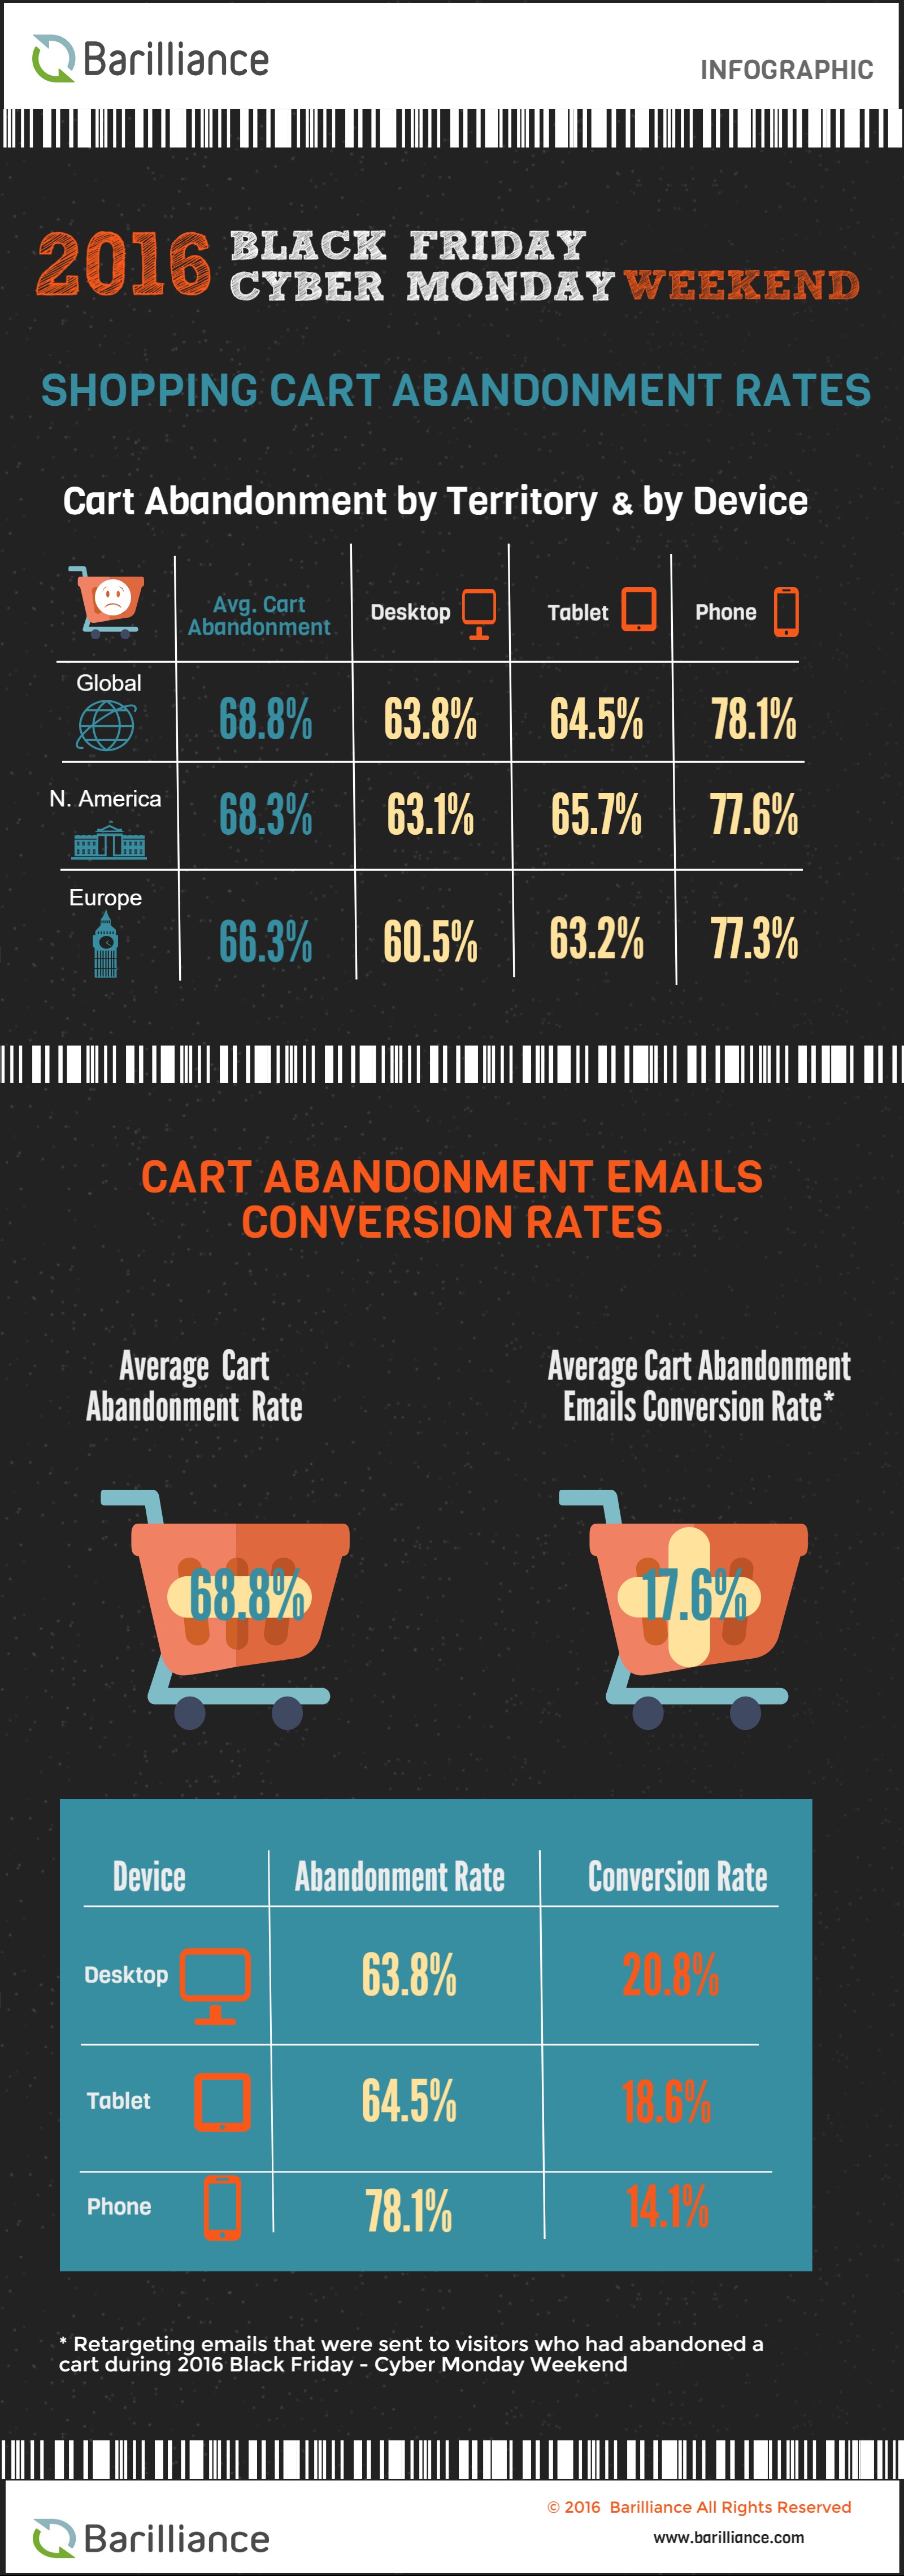 Barilliance
INFOGRAPHIC
2016 BLACK FRIDAY
CYBER MONDAY WEEKEND
SHOPPING CART ABANDONMENT RATES
Cart Abandonment by Territory & by Device
Avg. Cart
Abandonment
Desktop
Tablet
Phone
Global
68.8% 63.8% 64.5% 78.1%
N. America
68.3% 63.1% 65.7% 77.6%
Europe
66.3% 60.5% 63.2% 77.3%
CART ABANDONMENT EMAILS
CONVERSION RATES
Average Cart
Abandonment Rate
Average Cart Abandonment
Emails Conversion Rate*
68.8%
17.6%
Device Abandonment Rate Conversion Rate
Desktop 63.8% 20.8%
Tablet 64.5% 18.6%
Phone 78.1% 14.1%
* Retargeting emails that were sent to visitors who had abandoned a
cart during 2016 Black Friday - Cyber Monday Weekend
© 2016 Barilliance All Rights Reserved
Barilliance
www.barilliance.com